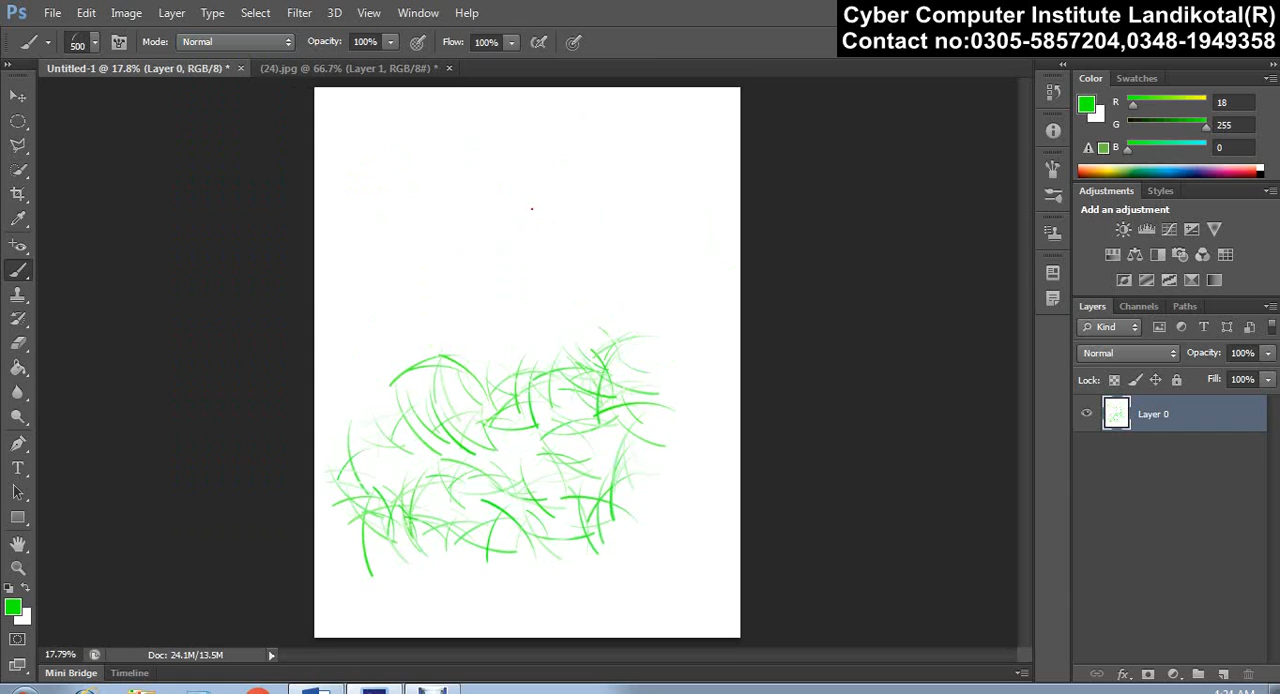 Ps File Edit Image Layer Type Select Filter 3D View Window Help
Cyber Computer Institute Landikotal(R)
Contact no:0305-5857204,0348-1949358
500 Mode: Normal Opacity: 100% Flow: 100%
Untitled-1 @ 17.8% (Layer 0, RGB/8) * × (24).jpg @ 66.7% (Layer 1, RGB/8#) * ×
Color Swatches
R 18
G 255
B 0
Adjustments Styles
Add an adjustment
Layers Channels Paths
Kind T
Normal Opacity: 100%
Lock: Fill: 100%
Layer 0
T
17.79% Doc: 24.1M/13.5M
Mini Bridge Timeline
fx